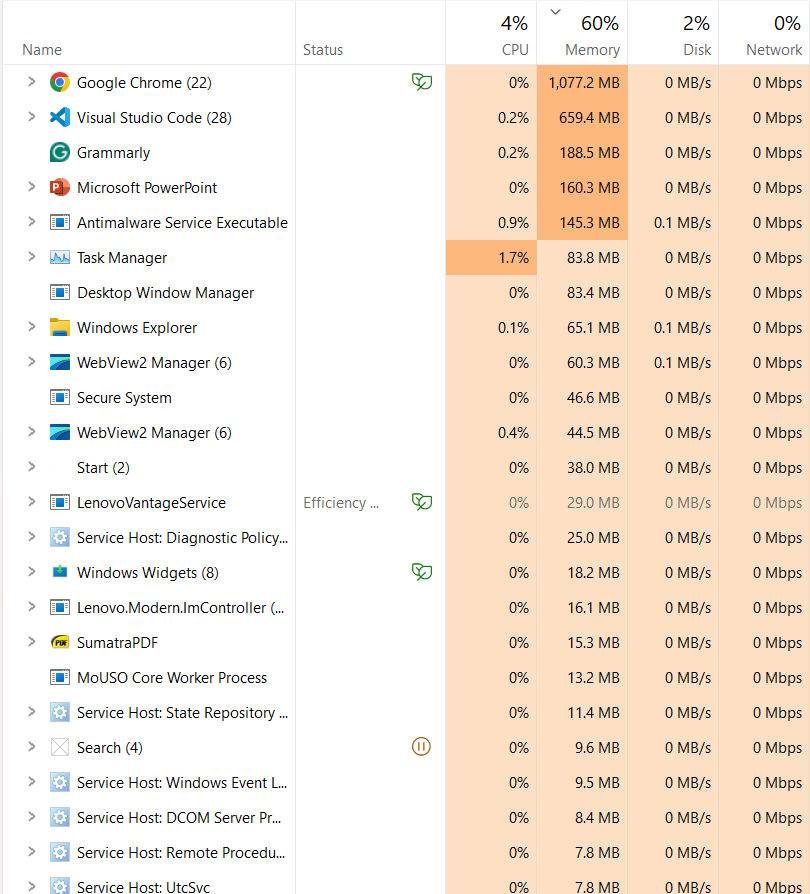 4% 60% 2% 0%
Name Status CPU Memory Disk Network
Google Chrome (22) 0% 1,077.2 MB 0 MB/s 0 Mbps
Visual Studio Code (28) 0.2% 659.4 MB 0 MB/s 0 Mbps
Grammarly 0.2% 188.5 MB 0 MB/s 0 Mbps
Microsoft PowerPoint 0% 160.3 MB 0 MB/s 0 Mbps
Antimalware Service Executable 0.9% 145.3 MB 0.1 MB/s 0 Mbps
Task Manager 1.7% 83.8 MB 0 MB/s 0 Mbps
Desktop Window Manager 0% 83.4 MB 0 MB/s 0 Mbps
Windows Explorer 0.1% 65.1 MB 0.1 MB/s 0 Mbps
WebView2 Manager (6) 0% 60.3 MB 0.1 MB/s 0 Mbps
Secure System 0% 46.6 MB 0 MB/s 0 Mbps
WebView2 Manager (6) 0.4% 44.5 MB 0 MB/s 0 Mbps
Start (2) 0% 38.0 MB 0 MB/s 0 Mbps
LenovoVantageService Efficiency ... 0% 29.0 MB 0 MB/s 0 Mbps
Service Host: Diagnostic Policy... 0% 25.0 MB 0 MB/s 0 Mbps
Windows Widgets (8) 0% 18.2 MB 0 MB/s 0 Mbps
Lenovo.Modern.ImController (... 0% 16.1 MB 0 MB/s 0 Mbps
SumatraPDF 0% 15.3 MB 0 MB/s 0 Mbps
MoUSO Core Worker Process 0% 13.2 MB 0 MB/s 0 Mbps
Service Host: State Repository ... 0% 11.4 MB 0 MB/s 0 Mbps
Search (4) 0% 9.6 MB 0 MB/s 0 Mbps
Service Host: Windows Event L... 0% 9.5 MB 0 MB/s 0 Mbps
Service Host: DCOM Server Pr... 0% 8.4 MB 0 MB/s 0 Mbps
Service Host: Remote Procedu... 0% 7.8 MB 0 MB/s 0 Mbps
Service Host: UtcSvc 0% 7.8 MB 0 MB/s 0 Mbps